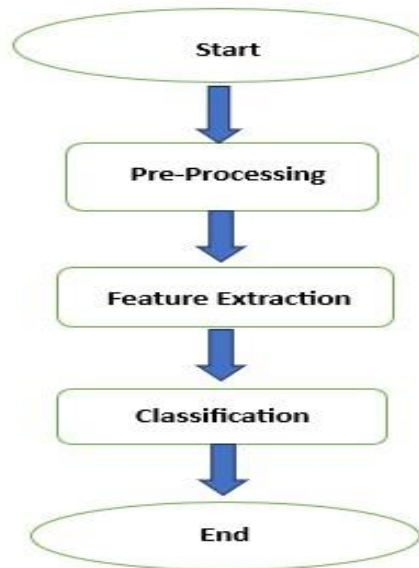 Start
Pre-Processing
Feature Extraction
Classification
End